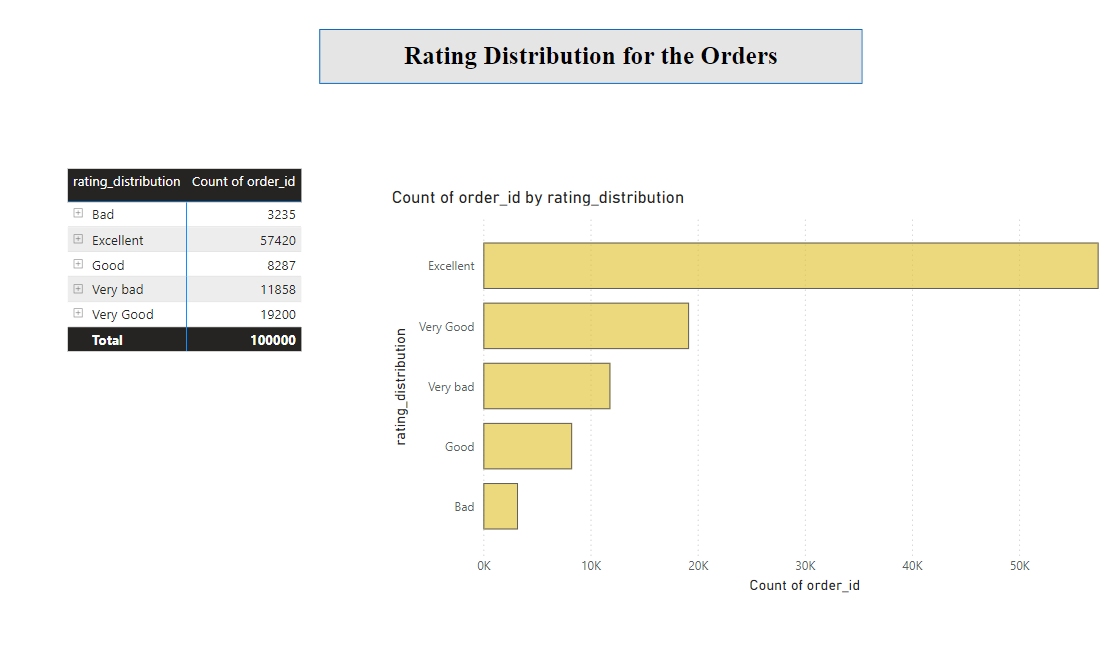 Rating Distribution for the Orders
rating_distribution Count of order_id
Bad 3235
Excellent 57420
Good 8287
Very bad 11858
Very Good 19200
Total 100000
Count of order_id by rating_distribution
rating_distribution
Excellent
Very Good
Very bad
Good
Bad
0K 10K 20K 30K 40K 50K
Count of order_id